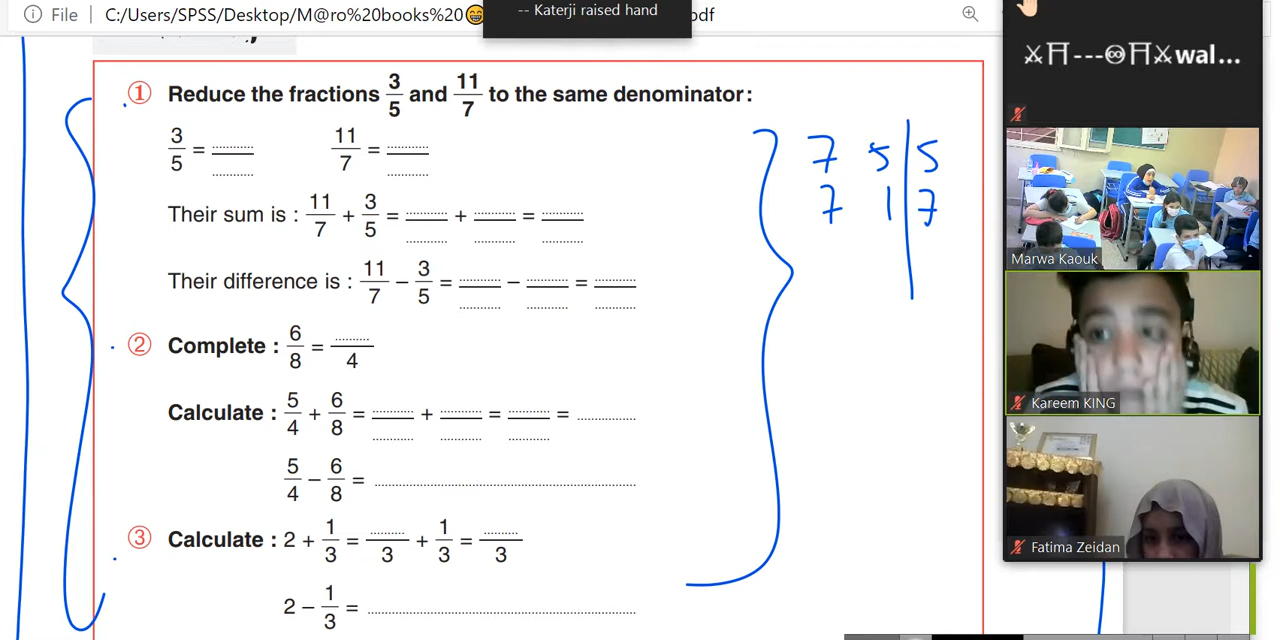 File | C:/Users/SPSS/Desktop/M@ro%20books%20😁 pdf
-- Katerji raised hand
① Reduce the fractions 3/5 and 11/7 to the same denominator:
3/5 = ......... / ......... 11/7 = ......... / .........
Their sum is : 11/7 + 3/5 = ......... / ......... + ......... / ......... = ......... / .........
Their difference is : 11/7 − 3/5 = ......... / ......... − ......... / ......... = ......... / .........
② Complete : 6/8 = ......... / 4
Calculate : 5/4 + 6/8 = ......... / ......... + ......... / ......... = ......... / ......... = .........
5/4 − 6/8 = .........
③ Calculate : 2 + 1/3 = ......... / 3 + 1/3 = ......... / 3
2 − 1/3 = .........
7 5 | 5
7 1 | 7
⚔⛩---♾⛩⚔wal...
Marwa Kaouk
Kareem KING
Fatima Zeidan